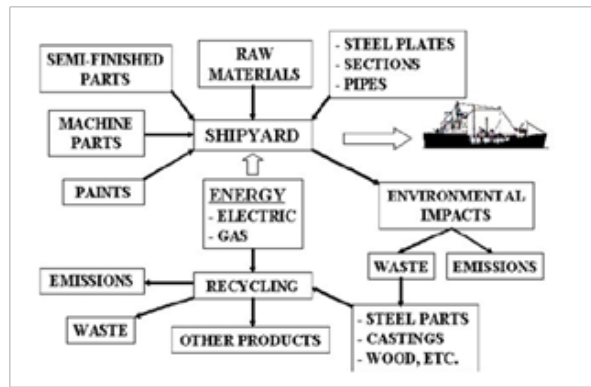 SEMI-FINISHED
PARTS
RAW
MATERIALS
- STEEL PLATES
- SECTIONS
- PIPES
MACHINE
PARTS
SHIPYARD
PAINTS
ENERGY
- ELECTRIC
- GAS
ENVIRONMENTAL
IMPACTS
WASTE
EMISSIONS
EMISSIONS
RECYCLING
WASTE
OTHER PRODUCTS
- STEEL PARTS
- CASTINGS
- WOOD, ETC.